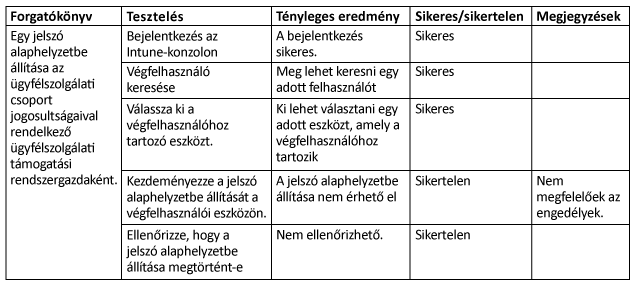 Forgatókönyv Tesztelés Tényleges eredmény Sikeres/sikertelen Megjegyzések
Egy jelszó
alaphelyzetbe
állítása az
ügyfélszolgálati
csoport
jogosultságaival
rendelkező
ügyfélszolgálati
támogatási
rendszergazdaként.
Bejelentkezés az
Intune-konzolon
A bejelentkezés
sikeres.
Sikeres
Végfelhasználó
keresése
Meg lehet keresni egy
adott felhasználót
Sikeres
Válassza ki a
végfelhasználóhoz
tartozó eszközt.
Ki lehet választani egy
adott eszközt, amely a
végfelhasználóhoz
tartozik
Sikeres
Kezdeményezze a jelszó
alaphelyzetbe állítását a
végfelhasználói eszközön.
A jelszó alaphelyzetbe
állítása nem érhető el
Sikertelen
Nem
megfelelőek az
engedélyek.
Ellenőrizze, hogy a
jelszó alaphelyzetbe
állítása megtörtént-e
Nem ellenőrizhető.
Sikertelen